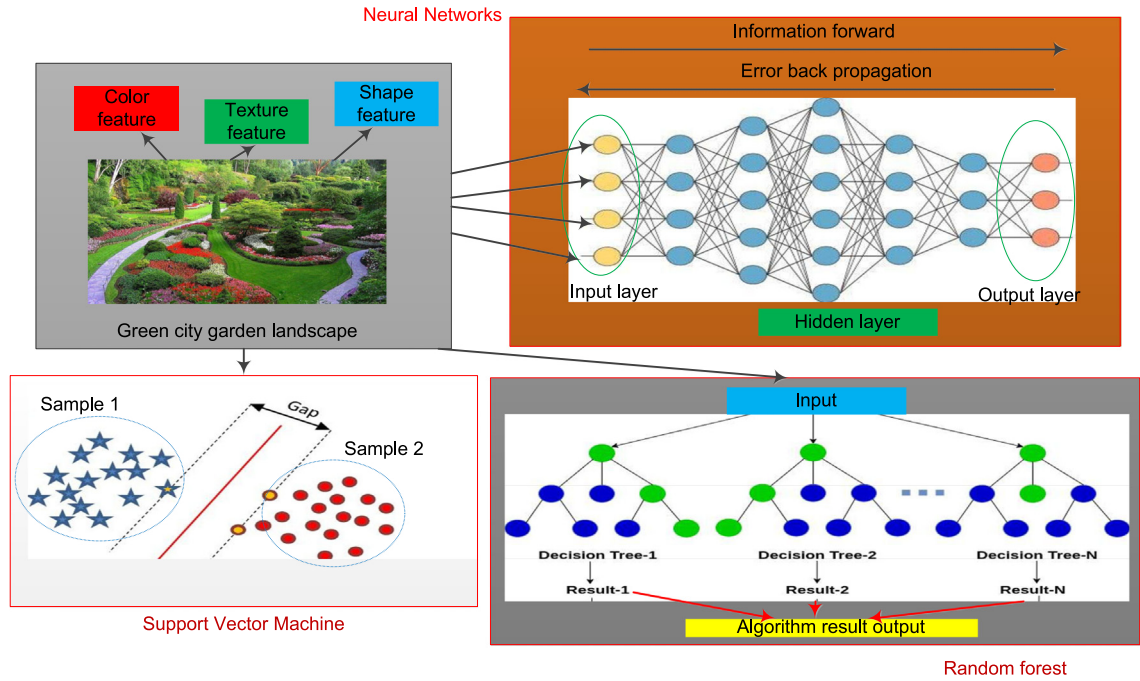 Neural Networks
Information forward
Error back propagation
Color
feature
Texture
feature
Shape
feature
Green city garden landscape
Input layer
Output layer
Hidden layer
Sample 1
Gap
Sample 2
Support Vector Machine
Input
Decision Tree-1
Decision Tree-2
Decision Tree-N
Result-1
Result-2
Result-N
Algorithm result output
Random forest